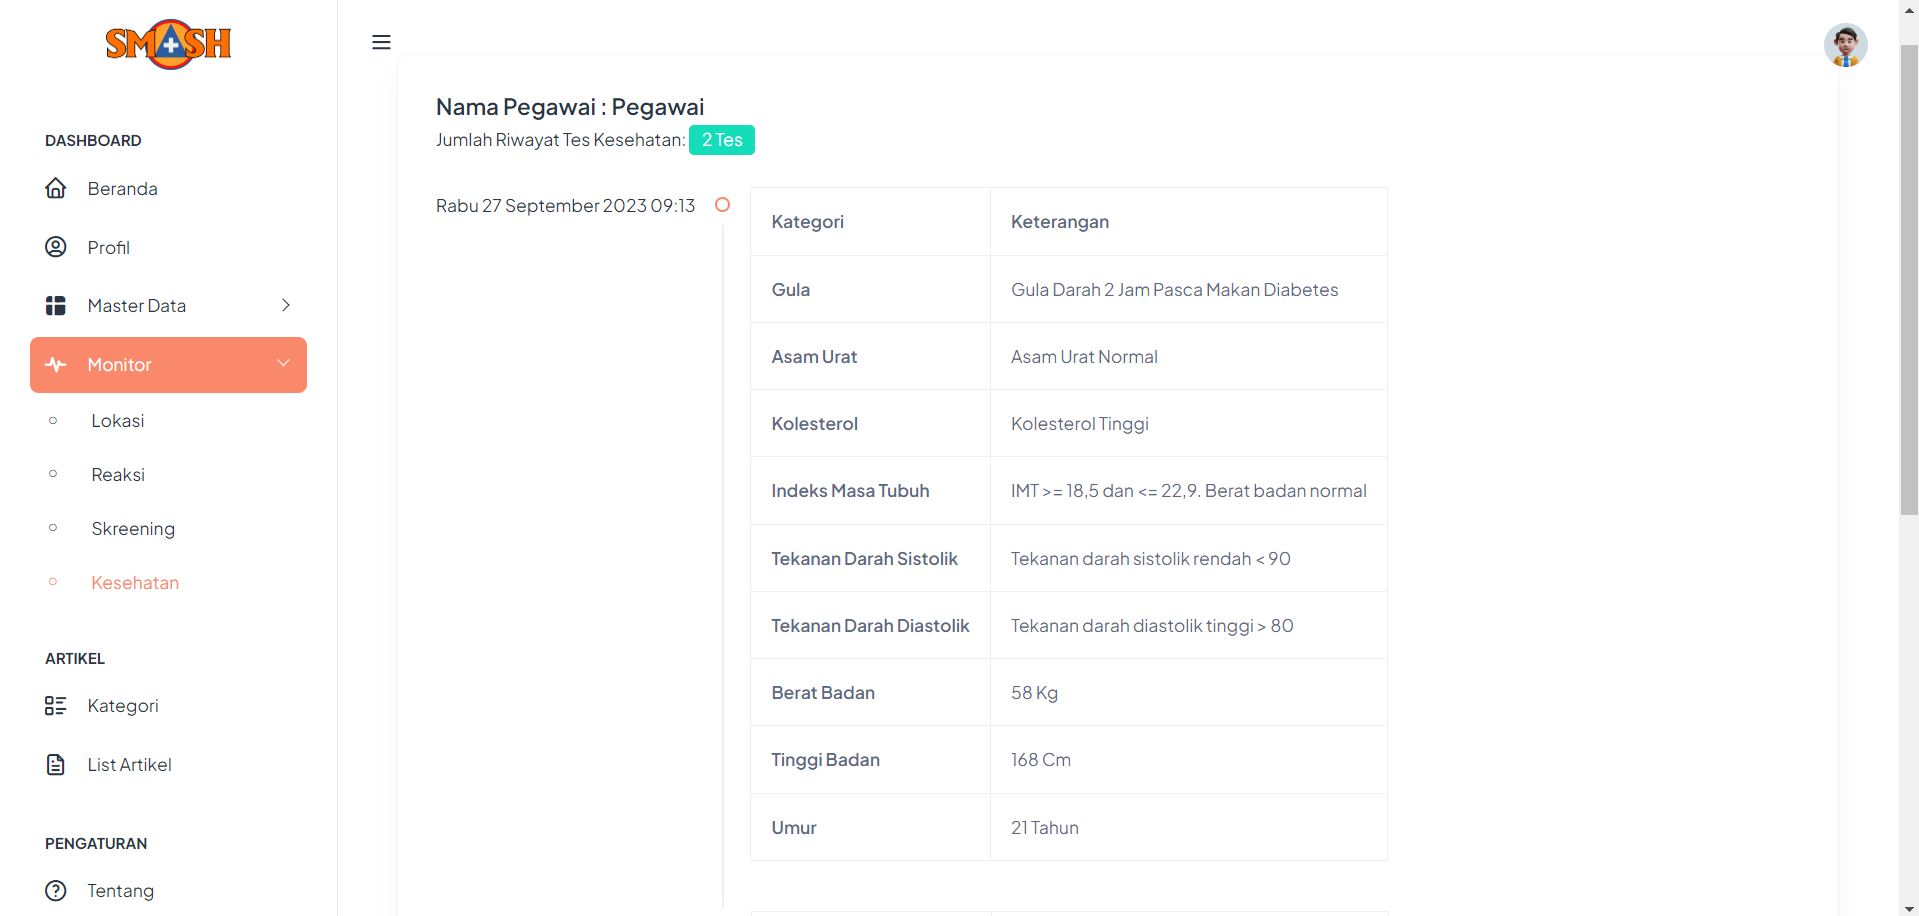 SMASH
DASHBOARD
Beranda
Profil
Master Data
Monitor
Lokasi
Reaksi
Skreening
Kesehatan
ARTIKEL
Kategori
List Artikel
PENGATURAN
Tentang
Nama Pegawai : Pegawai
Jumlah Riwayat Tes Kesehatan: 2 Tes
Rabu 27 September 2023 09:13
Kategori Keterangan
Gula Gula Darah 2 Jam Pasca Makan Diabetes
Asam Urat Asam Urat Normal
Kolesterol Kolesterol Tinggi
Indeks Masa Tubuh IMT >= 18,5 dan <= 22,9. Berat badan normal
Tekanan Darah Sistolik Tekanan darah sistolik rendah < 90
Tekanan Darah Diastolik Tekanan darah diastolik tinggi > 80
Berat Badan 58 Kg
Tinggi Badan 168 Cm
Umur 21 Tahun